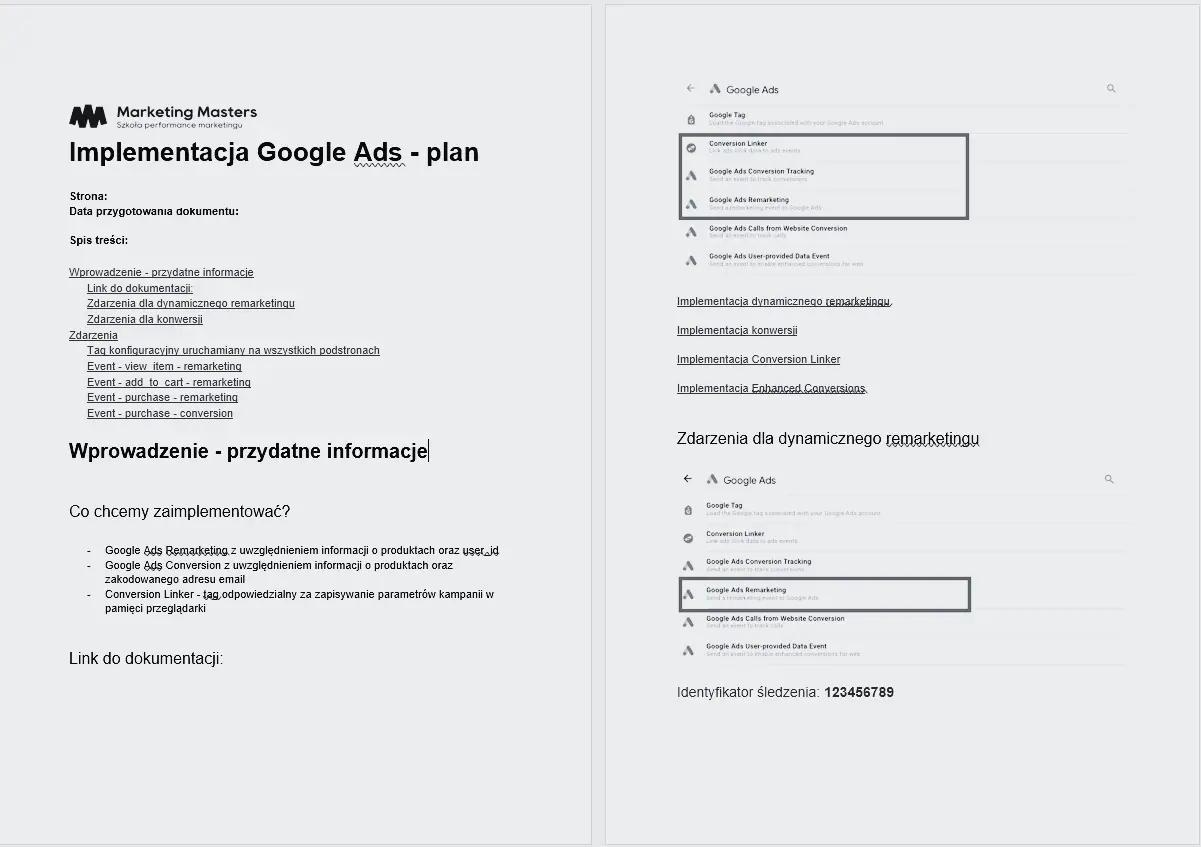 Marketing Masters
Szkoła performance marketingu
Implementacja Google Ads - plan
Strona:
Data przygotowania dokumentu:
Spis treści:
Wprowadzenie - przydatne informacje
Link do dokumentacji:
Zdarzenia dla dynamicznego remarketingu
Zdarzenia dla konwersji
Zdarzenia
Tag konfiguracyjny uruchamiany na wszystkich podstronach
Event - view_item - remarketing
Event - add_to_cart - remarketing
Event - purchase - remarketing
Event - purchase - conversion
Wprowadzenie - przydatne informacje
Co chcemy zaimplementować?
- Google Ads Remarketing z uwzględnieniem informacji o produktach oraz user_id
- Google Ads Conversion z uwzględnieniem informacji o produktach oraz
zakodowanego adresu email
- Conversion Linker - tag odpowiedzialny za zapisywanie parametrów kampanii w
pamięci przeglądarki
Link do dokumentacji:
Google Ads
Google Tag
Load the Google tag associated with your Google Ads account
Conversion Linker
Link ads click data to ads events
Google Ads Conversion Tracking
Send an event to track conversions
Google Ads Remarketing
Send a remarketing event to Google Ads
Google Ads Calls from Website Conversion
Send an event to track calls
Google Ads User-provided Data Event
Send an event to enable enhanced conversions for web
Implementacja dynamicznego remarketingu
Implementacja konwersji
Implementacja Conversion Linker
Implementacja Enhanced Conversions
Zdarzenia dla dynamicznego remarketingu
Google Ads
Google Tag
Load the Google tag associated with your Google Ads account
Conversion Linker
Link ads click data to ads events
Google Ads Conversion Tracking
Send an event to track conversions
Google Ads Remarketing
Send a remarketing event to Google Ads
Google Ads Calls from Website Conversion
Send an event to track calls
Google Ads User-provided Data Event
Send an event to enable enhanced conversions for web
Identyfikator śledzenia: 123456789